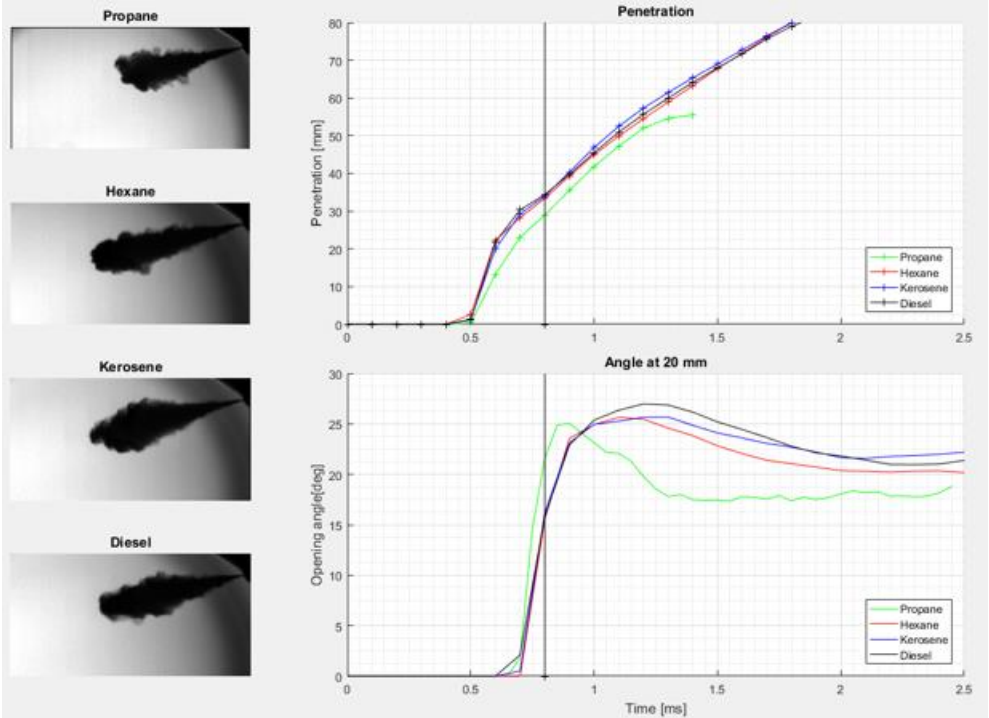 Propane
Hexane
Kerosene
Diesel
Penetration
Penetration [mm]
80
70
60
50
40
30
20
10
0
0
0.5
1
1.5
2
2.5
Propane
Hexane
Kerosene
Diesel
Angle at 20 mm
Opening angle[deg]
30
25
20
15
10
5
0
0
0.5
1
1.5
2
2.5
Time [ms]
Propane
Hexane
Kerosene
Diesel